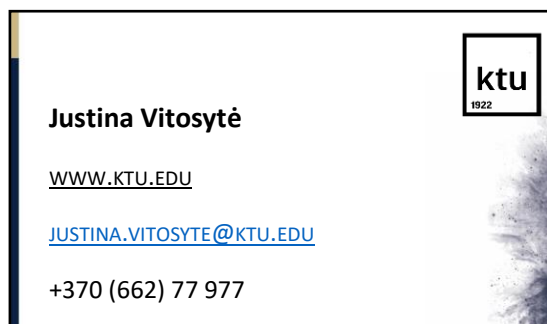 ktu
1922
Justina Vitosytė
WWW.KTU.EDU
JUSTINA.VITOSYTE@KTU.EDU
+370 (662) 77 977